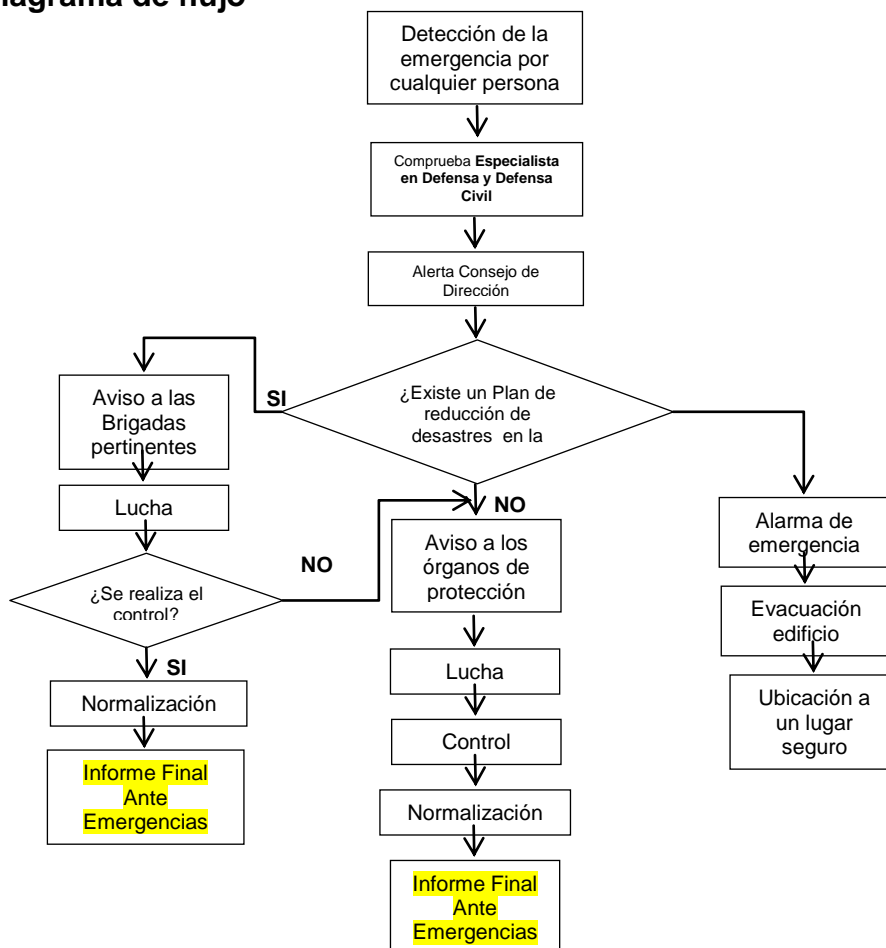 diagrama de flujo
Detección de la
emergencia por
cualquier persona
Comprueba Especialista
en Defensa y Defensa
Civil
Alerta Consejo de
Dirección
¿Existe un Plan de
reducción de
desastres en la
SI
Aviso a las
Brigadas
pertinentes
Lucha
¿Se realiza el
control?
NO
SI
Normalización
Informe Final
Ante
Emergencias
NO
Aviso a los
órganos de
protección
Lucha
Control
Normalización
Informe Final
Ante
Emergencias
Alarma de
emergencia
Evacuación
edificio
Ubicación a
un lugar
seguro